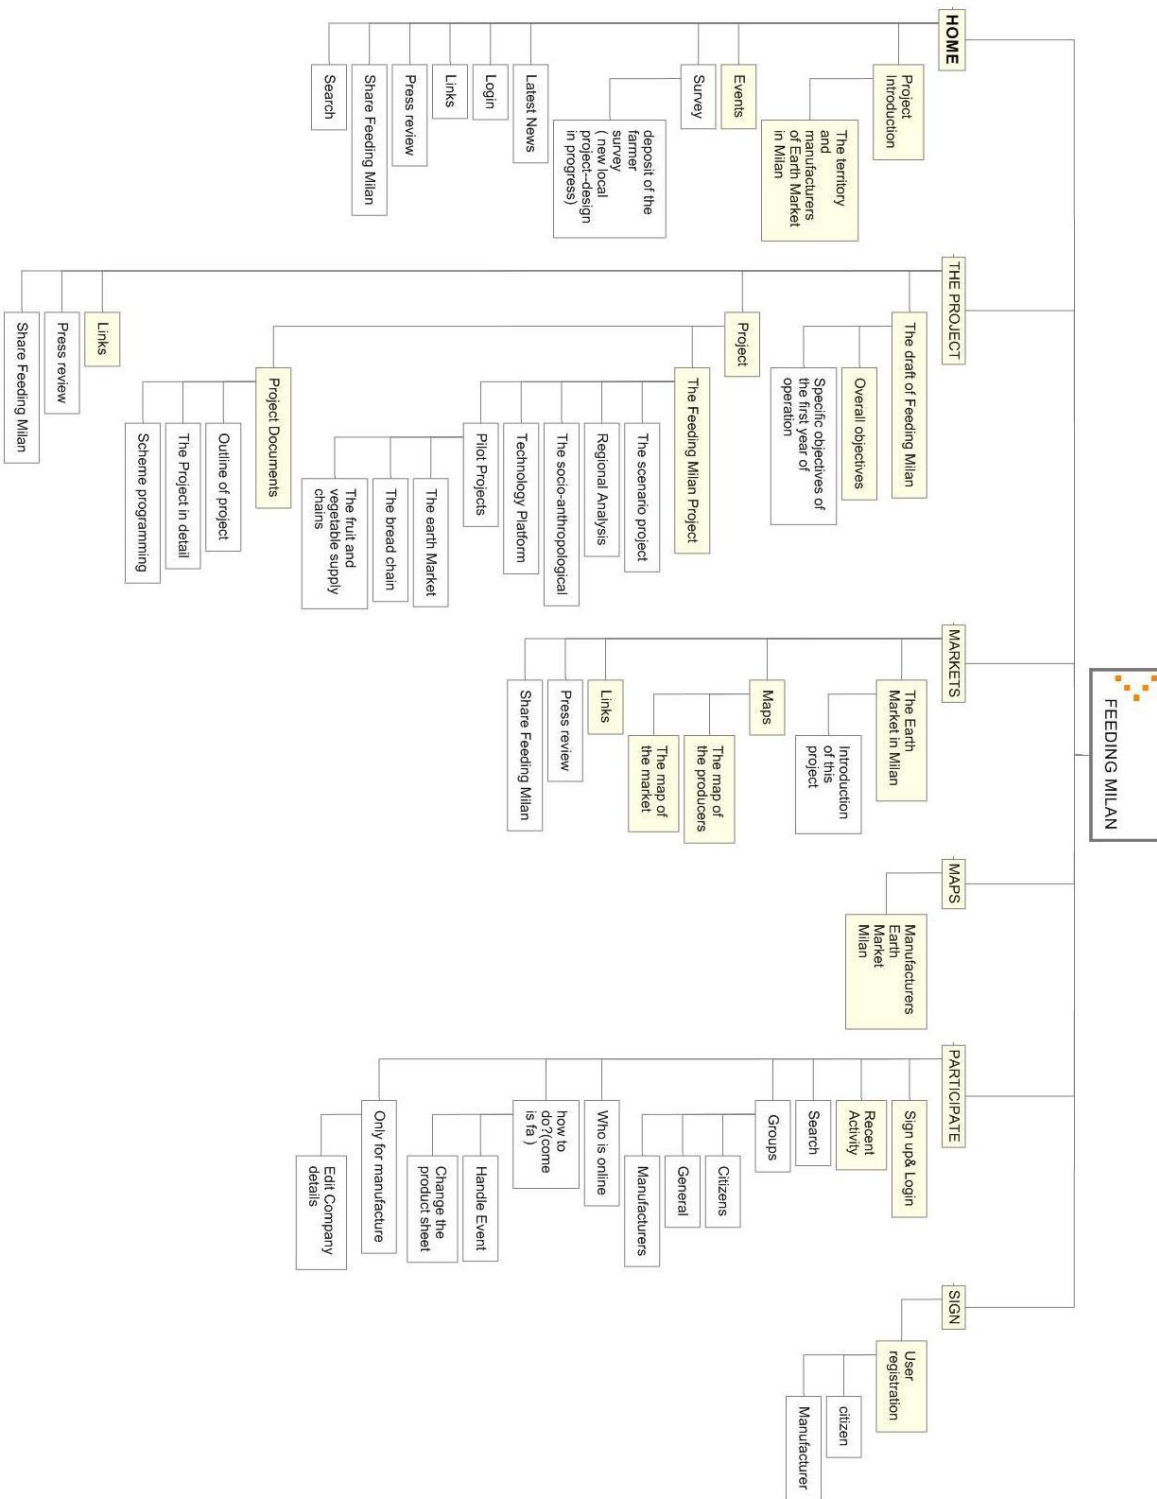 FEEDING MILAN
HOME
Project
Introduction
The territory
and
manufacturers
of Earth Market
in Milan
Events
Survey
deposit of the
farmer
survey
( new local
project--design
in progress)
Latest News
Login
Links
Press review
Share Feeding Milan
Search
THE PROJECT
The draft of Feeding Milan
Overall objectives
Specific objectives of
the first year of
operation
Project
The Feeding Milan Project
The scenario project
Regional Analysis
The socio-anthropological
Technology Platform
Pilot Projects
The earth Market
The bread chain
The fruit and
vegetable supply
chains
Project Documents
Outline of project
The Project in detail
Scheme programming
Links
Press review
Share Feeding Milan
MARKETS
The Earth
Market in Milan
Introduction
of this
project
Maps
The map of
the producers
The map of
the market
Links
Press review
Share Feeding Milan
MAPS
Manufacturers
Earth
Market
Milan
PARTICIPATE
Sign up& Login
Recent
Activity
Search
Groups
Citizens
General
Manufacturers
Who is online
how to
do?(come
is fa )
Handle Event
Change the
product sheet
Only for manufacture
Edit Company
details
SIGN
User
registration
citizen
Manufacturer